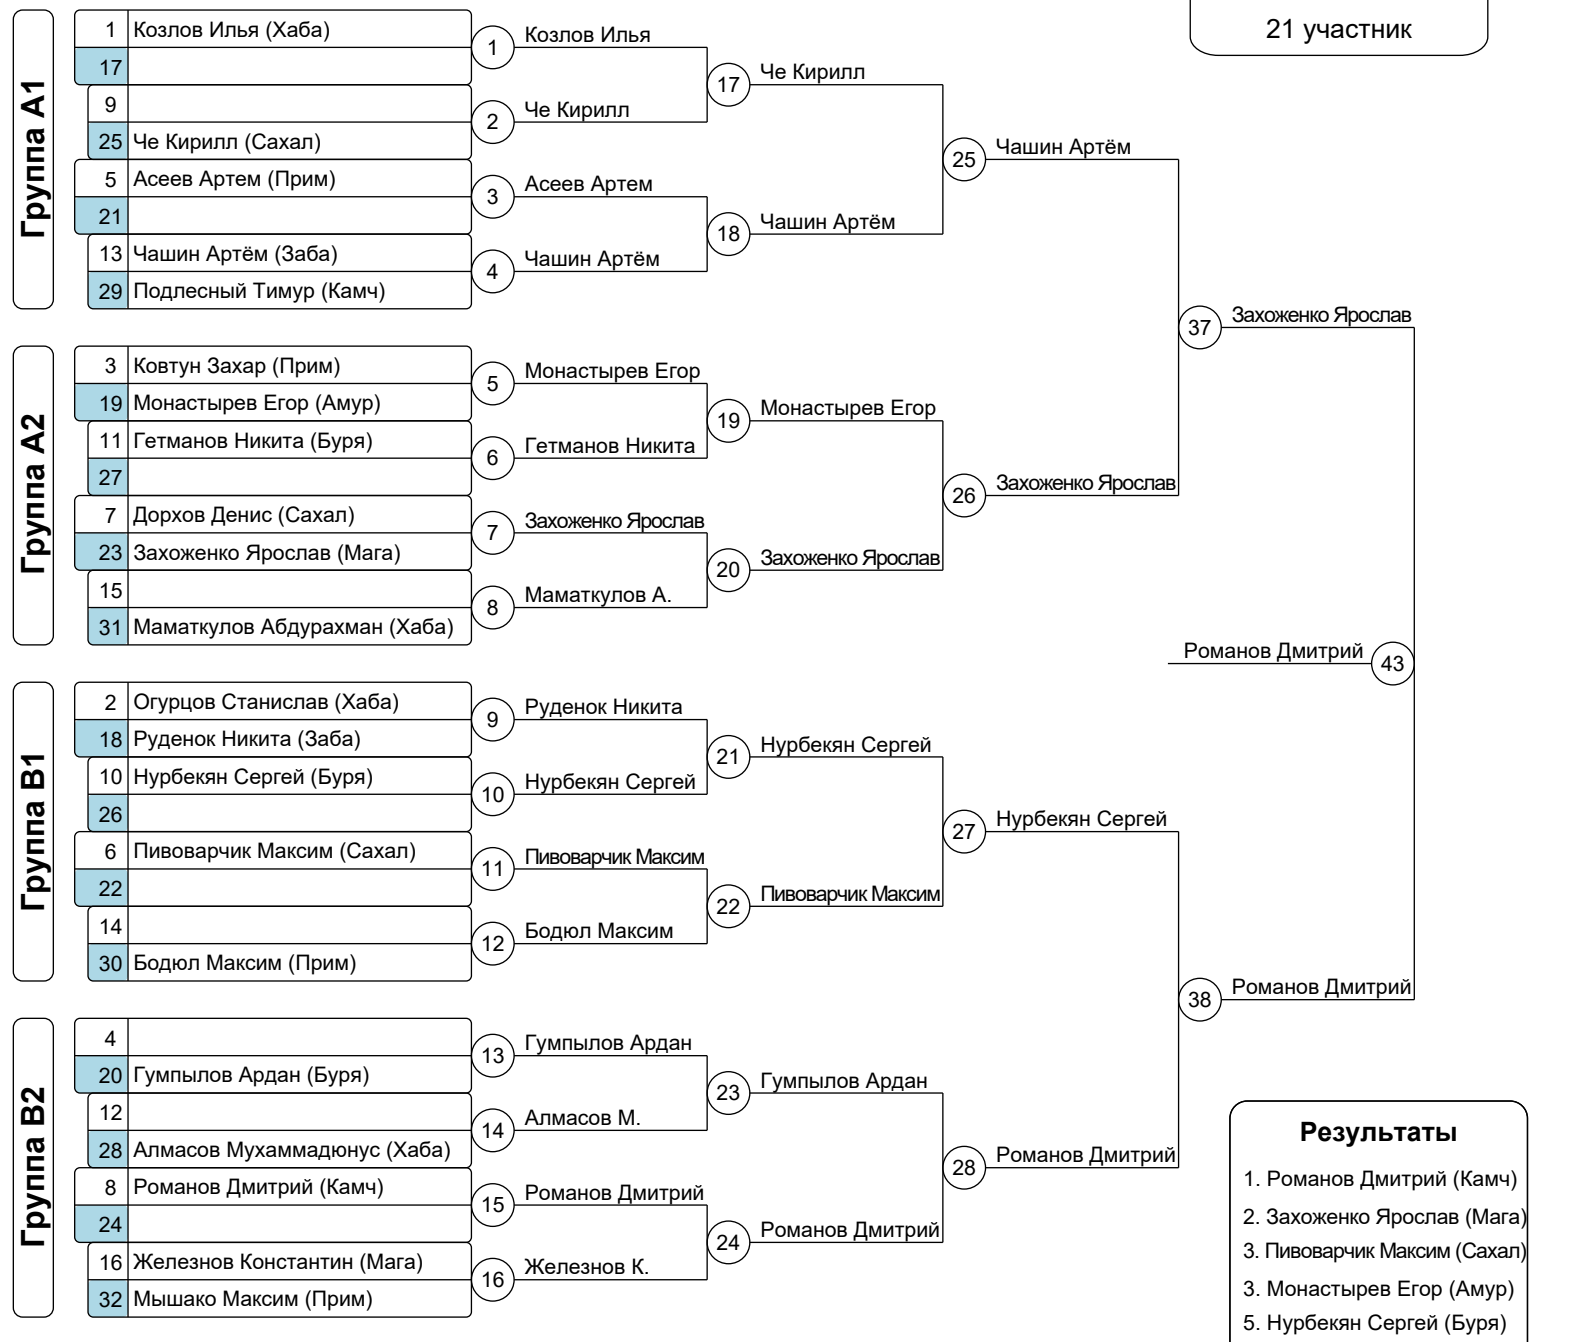 21 участник
Группа A1
1 Козлов Илья (Хаба)
17
9
25 Че Кирилл (Сахал)
5 Асеев Артем (Прим)
21
13 Чашин Артём (Заба)
29 Подлесный Тимур (Камч)
1 Козлов Илья
2 Че Кирилл
3 Асеев Артем
4 Чашин Артём
17 Че Кирилл
18 Чашин Артём
25 Чашин Артём
Группа A2
3 Ковтун Захар (Прим)
19 Монастырев Егор (Амур)
11 Гетманов Никита (Буря)
27
7 Дорхов Денис (Сахал)
23 Захоженко Ярослав (Мага)
15
31 Маматкулов Абдурахман (Хаба)
5 Монастырев Егор
6 Гетманов Никита
7 Захоженко Ярослав
8 Маматкулов А.
19 Монастырев Егор
20 Захоженко Ярослав
26 Захоженко Ярослав
37 Захоженко Ярослав
Группа B1
2 Огурцов Станислав (Хаба)
18 Руденок Никита (Заба)
10 Нурбекян Сергей (Буря)
26
6 Пивоварчик Максим (Сахал)
22
14
30 Бодюл Максим (Прим)
9 Руденок Никита
10 Нурбекян Сергей
11 Пивоварчик Максим
12 Бодюл Максим
21 Нурбекян Сергей
22 Пивоварчик Максим
27 Нурбекян Сергей
Группа B2
4
20 Гумпылов Ардан (Буря)
12
28 Алмасов Мухаммадюнус (Хаба)
8 Романов Дмитрий (Камч)
24
16 Железнов Константин (Мага)
32 Мышако Максим (Прим)
13 Гумпылов Ардан
14 Алмасов М.
15 Романов Дмитрий
16 Железнов К.
23 Гумпылов Ардан
24 Романов Дмитрий
28 Романов Дмитрий
38 Романов Дмитрий
Романов Дмитрий 43
Результаты
1. Романов Дмитрий (Камч)
2. Захоженко Ярослав (Мага)
3. Пивоварчик Максим (Сахал)
3. Монастырев Егор (Амур)
5. Нурбекян Сергей (Буря)